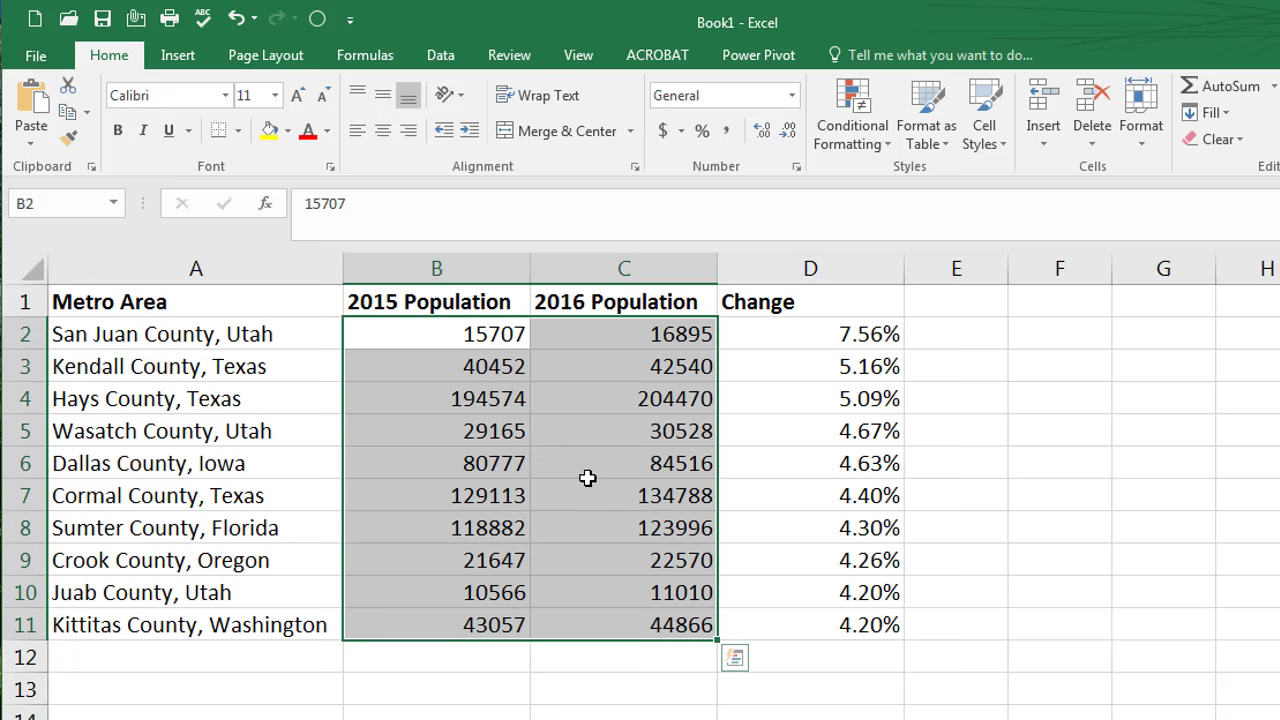 ABC
Book1 - Excel
File Home Insert Page Layout Formulas Data Review View ACROBAT Power Pivot Tell me what you want to do...
Paste
Calibri 11
B I U A
A A
Wrap Text
Merge & Center
General
$ % ,
Conditional Formatting
Format as Table
Cell Styles
Insert Delete Format
AutoSum
Fill
Clear
Clipboard Font Alignment Number Styles Cells Edit
B2 fx 15707
A B C D E F G H
1 Metro Area 2015 Population 2016 Population Change
2 San Juan County, Utah 15707 16895 7.56%
3 Kendall County, Texas 40452 42540 5.16%
4 Hays County, Texas 194574 204470 5.09%
5 Wasatch County, Utah 29165 30528 4.67%
6 Dallas County, Iowa 80777 84516 4.63%
7 Cormal County, Texas 129113 134788 4.40%
8 Sumter County, Florida 118882 123996 4.30%
9 Crook County, Oregon 21647 22570 4.26%
10 Juab County, Utah 10566 11010 4.20%
11 Kittitas County, Washington 43057 44866 4.20%
12
13
14